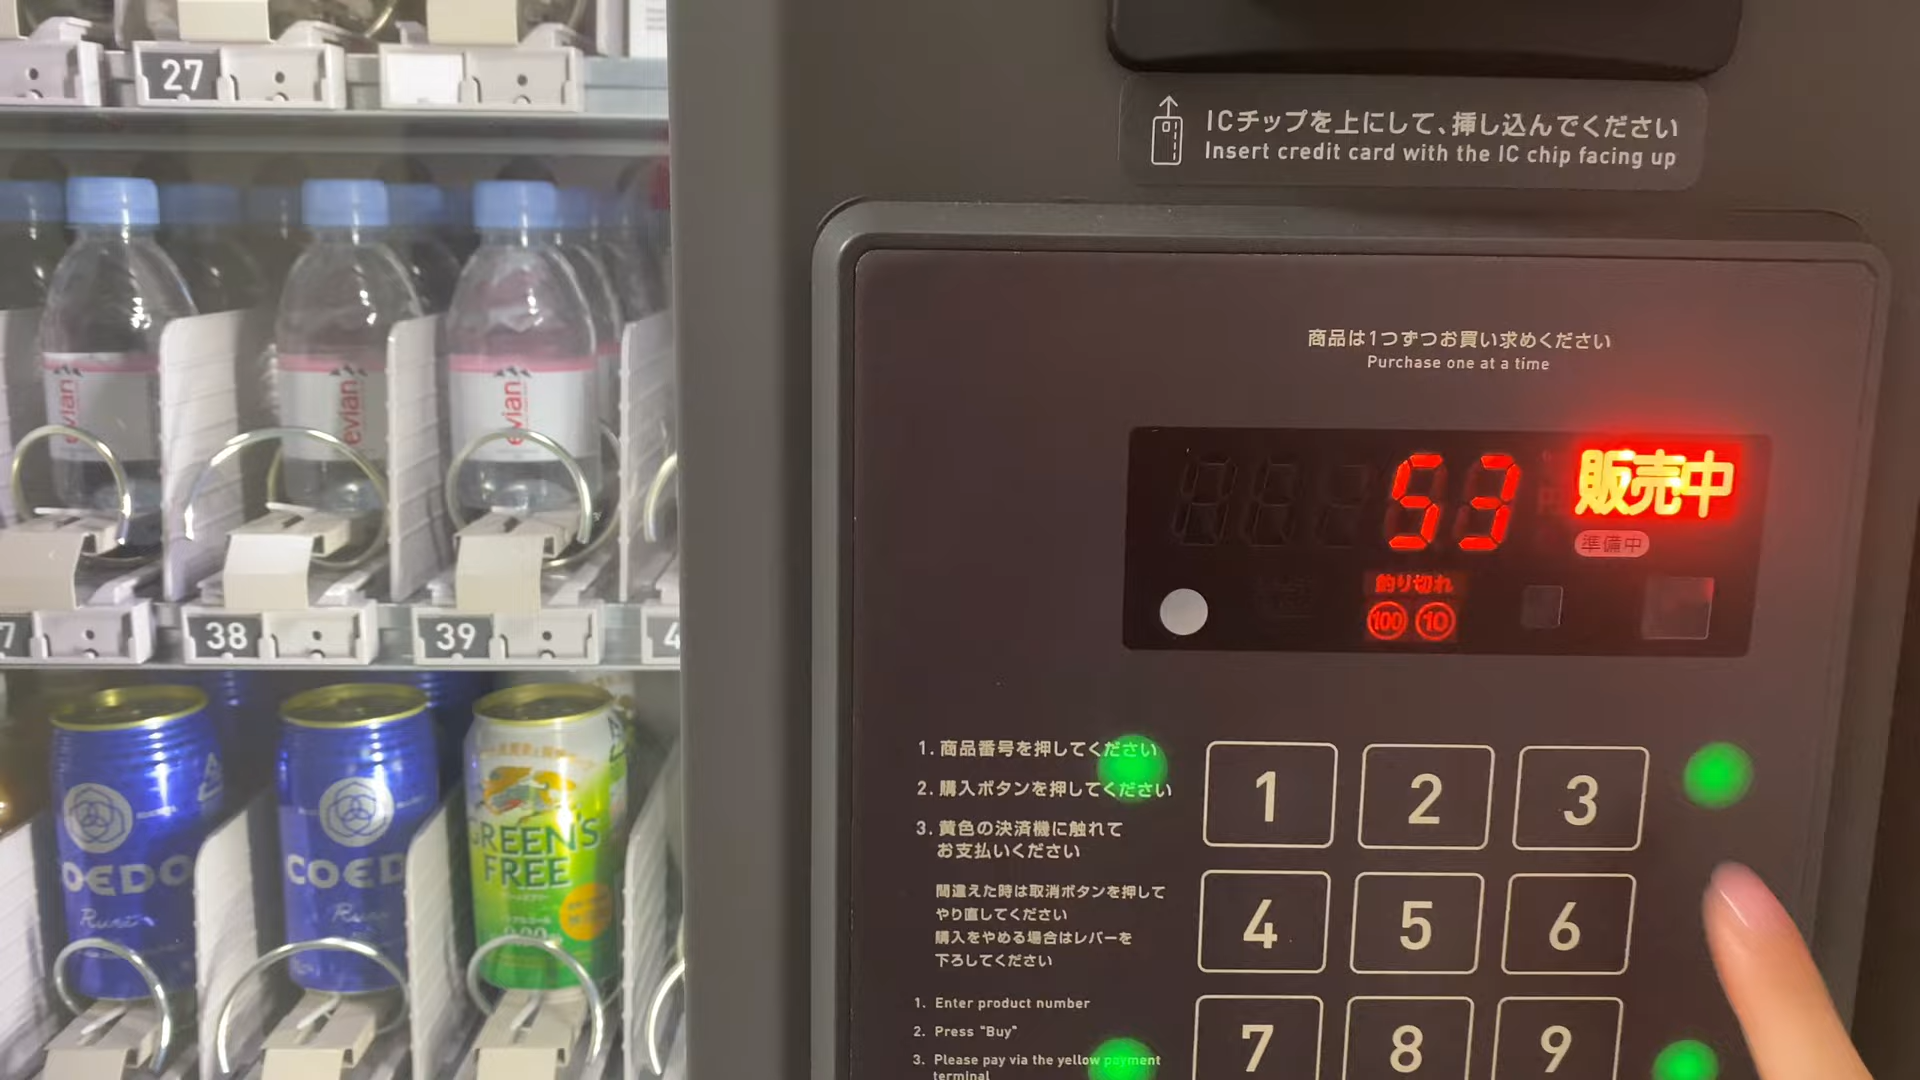 27
ICチップを上にして、挿し込んでください
Insert credit card with the IC chip facing up
商品は1つずつお買い求めください
Purchase one at a time
evian
evian
evian
53
販売中
準備中
釣り切れ
100 10
7
38
39
4
1. 商品番号を押してください
2. 購入ボタンを押してください
3. 黄色の決済機に触れて
お支払いください
間違えた時は取消ボタンを押して
やり直してください
購入をやめる場合はレバーを
下ろしてください
1. Enter product number
2. Press "Buy"
3. Please pay via the yellow payment
terminal
1 2 3
4 5 6
7 8 9
OEDO
COED
GREEN'S
FREE